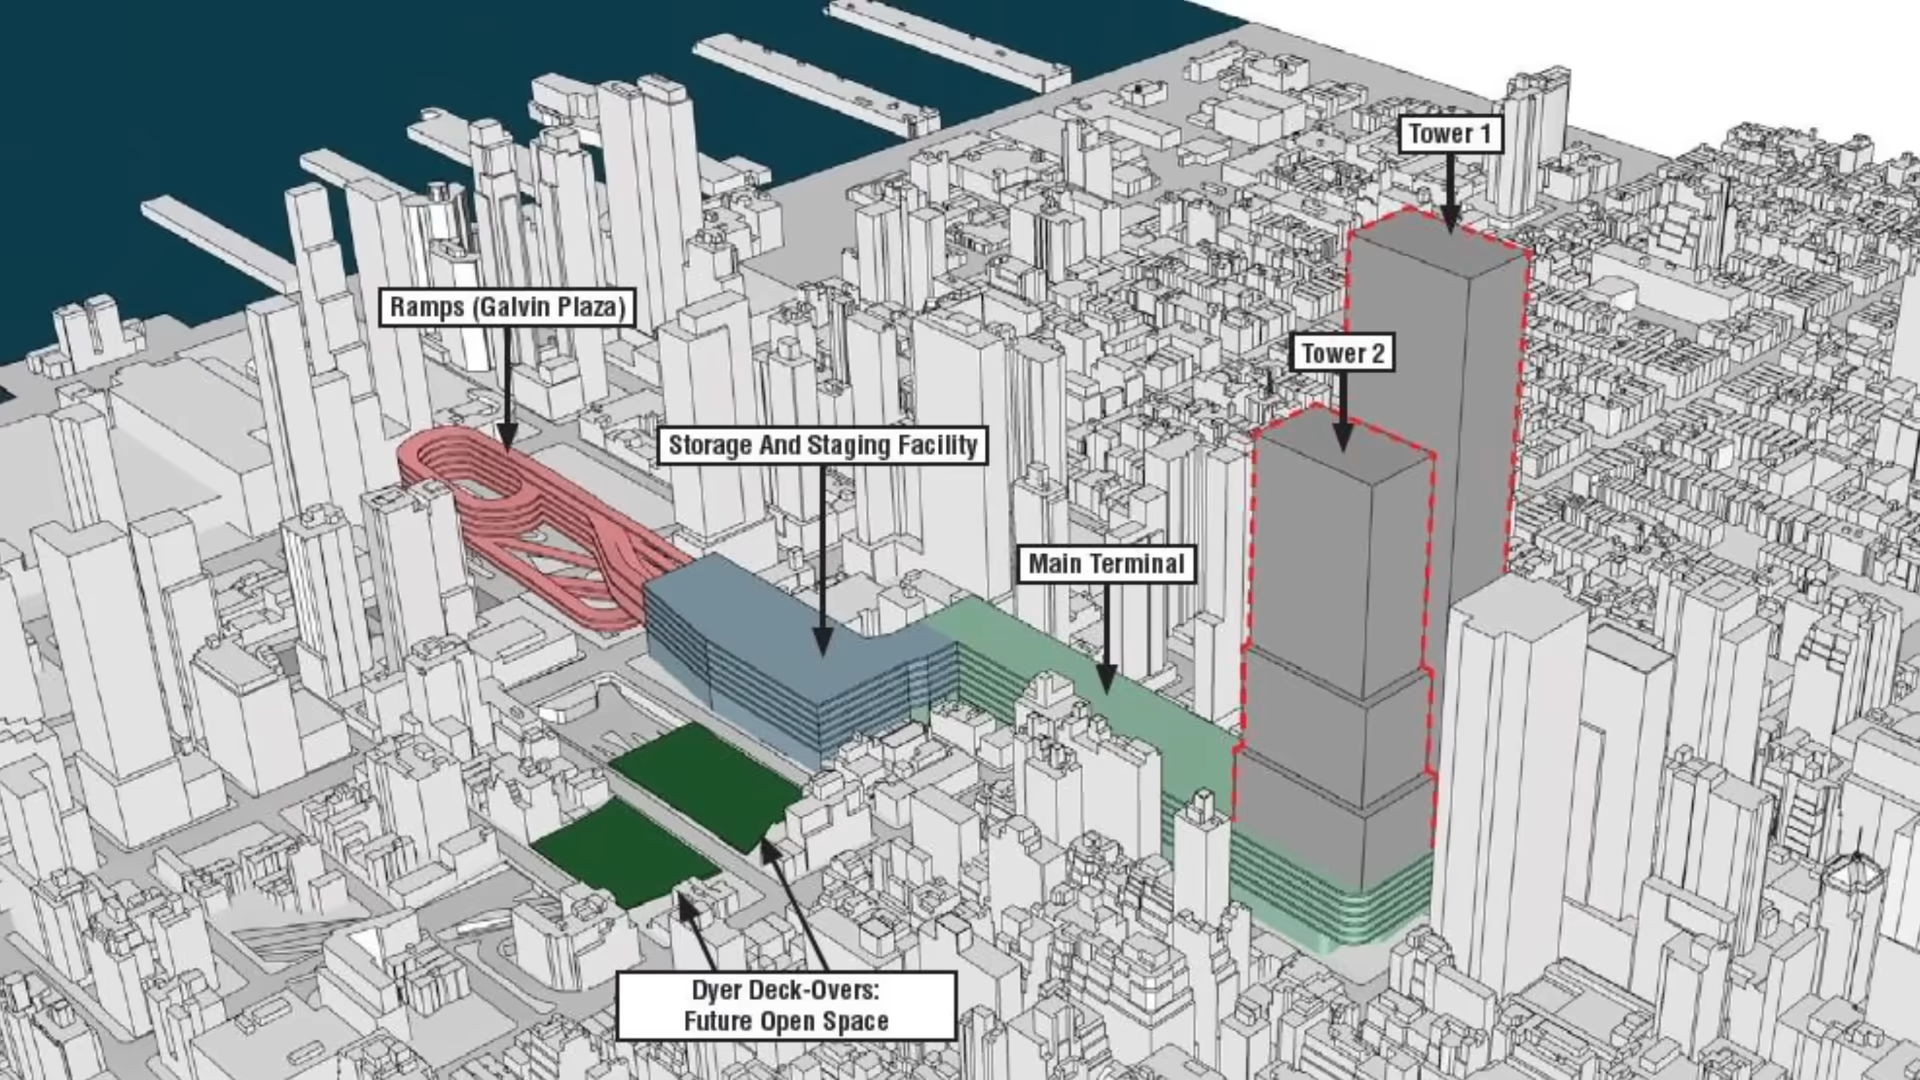 Tower 1
Ramps (Galvin Plaza)
Tower 2
Storage And Staging Facility
Main Terminal
Dyer Deck-Overs:
Future Open Space